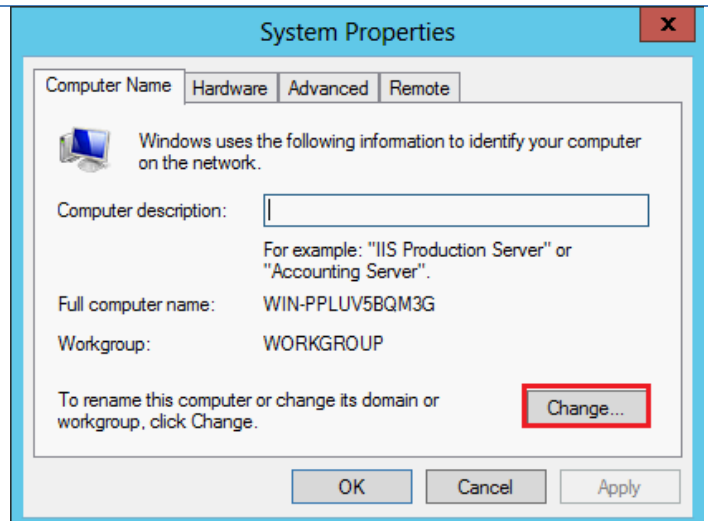 System Properties
x
Computer Name
Hardware
Advanced
Remote
Windows uses the following information to identify your computer
on the network.
Computer description:
For example: "IIS Production Server" or
"Accounting Server".
Full computer name: WIN-PPLUV5BQM3G
Workgroup: WORKGROUP
To rename this computer or change its domain or
workgroup, click Change.
Change...
OK
Cancel
Apply